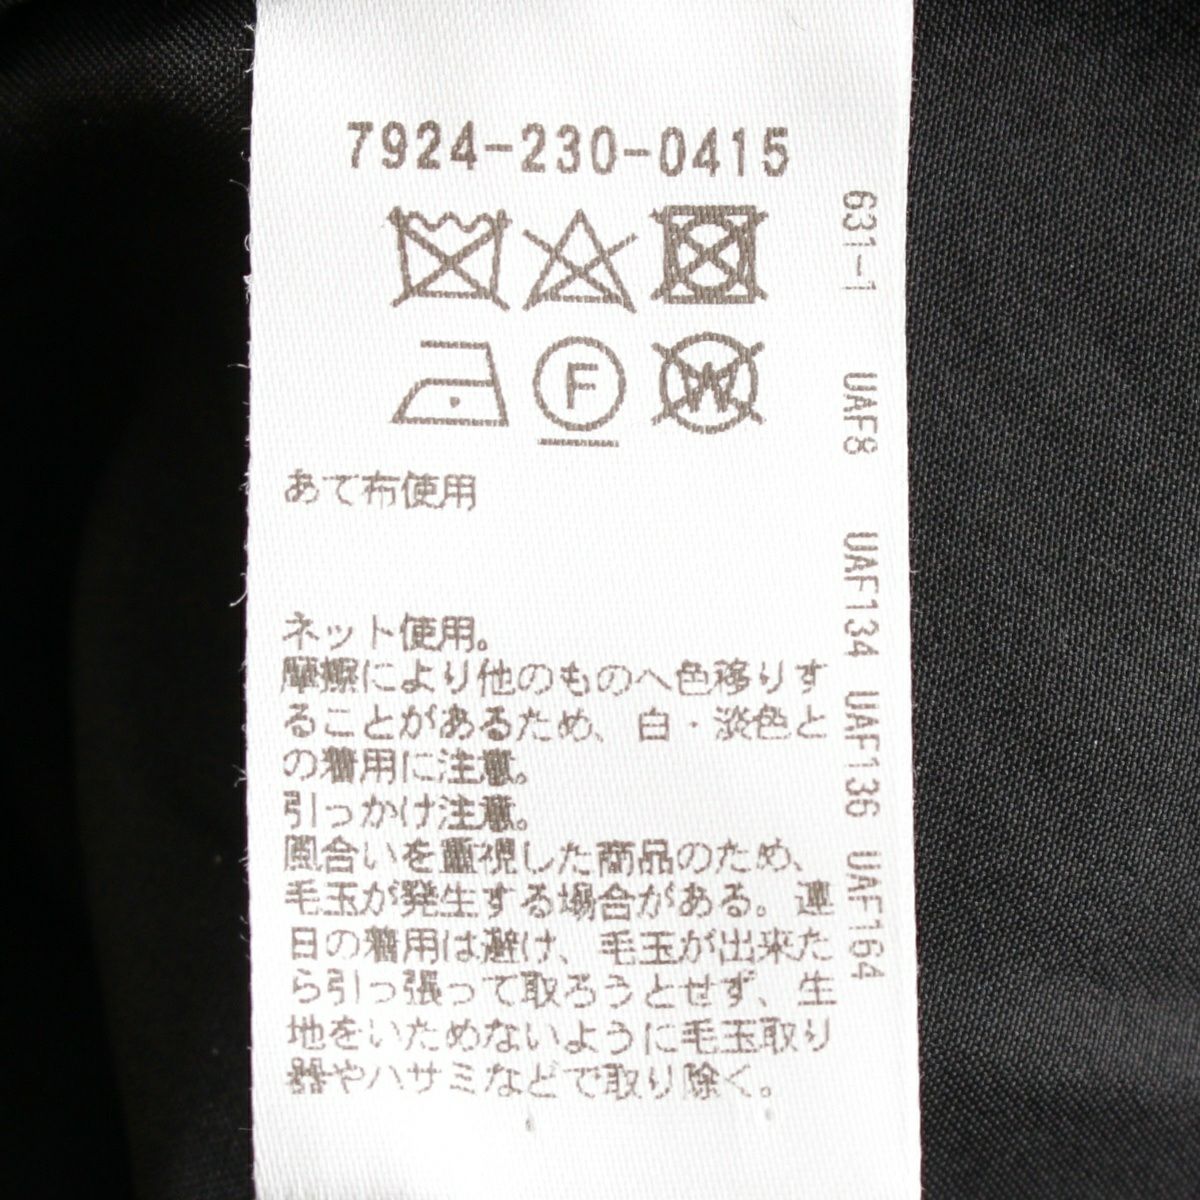 7924-230-0415
F
W
あて布使用
ネット使用。
摩擦により他のものへ色移りす
ることがあるため、白・淡色と
の着用に注意。
引っかけ注意。
風合いを重視した商品のため、
毛玉が発生する場合がある。連
日の着用は避け、毛玉が出来た
ら引っ張って取ろうとせず、生
地をいためないように毛玉取り
器やハサミなどで取り除く。
631-1 UAF8 UAF134 UAF136 UAF164